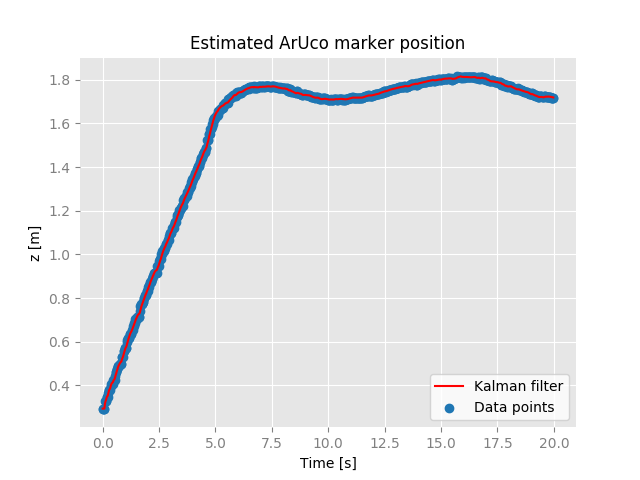 Estimated ArUco marker position
1.8
1.6
1.4
1.2
1.0
0.8
0.6
0.4
z [m]
Kalman filter
Data points
0.0 2.5 5.0 7.5 10.0 12.5 15.0 17.5 20.0
Time [s]